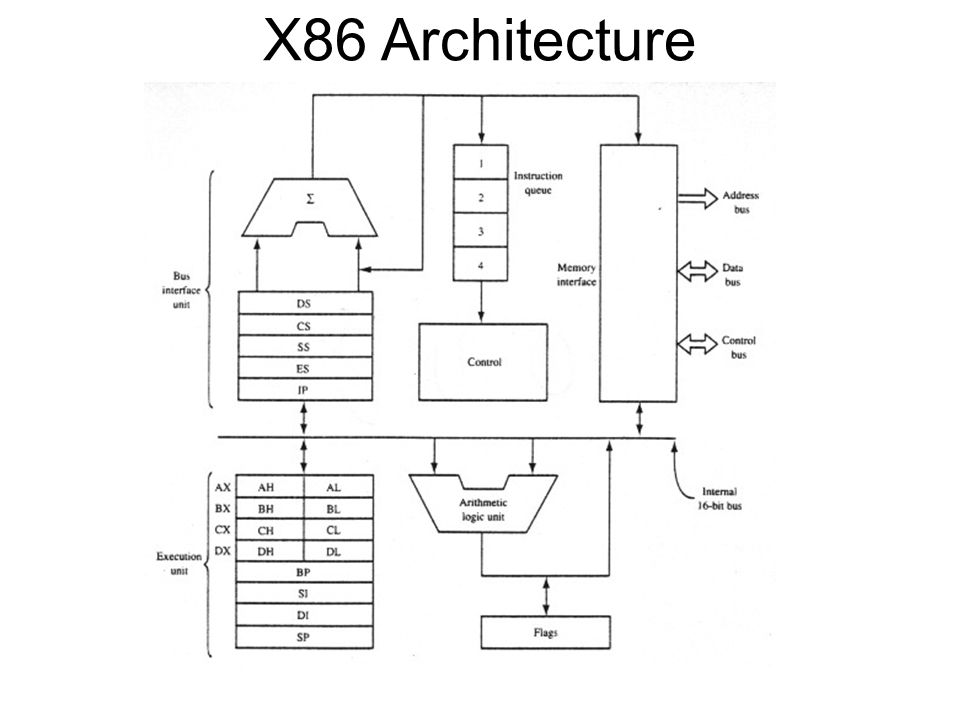 X86 Architecture
Σ
1
2
3
4
Instruction
queue
Address
bus
Memory
interface
Data
bus
Control
bus
Bus
interface
unit
DS
CS
SS
ES
IP
Control
AX AH AL
BX BH BL
CX CH CL
DX DH DL
BP
SI
DI
SP
Execution
unit
Arithmetic
logic unit
Internal
16-bit bus
Flags